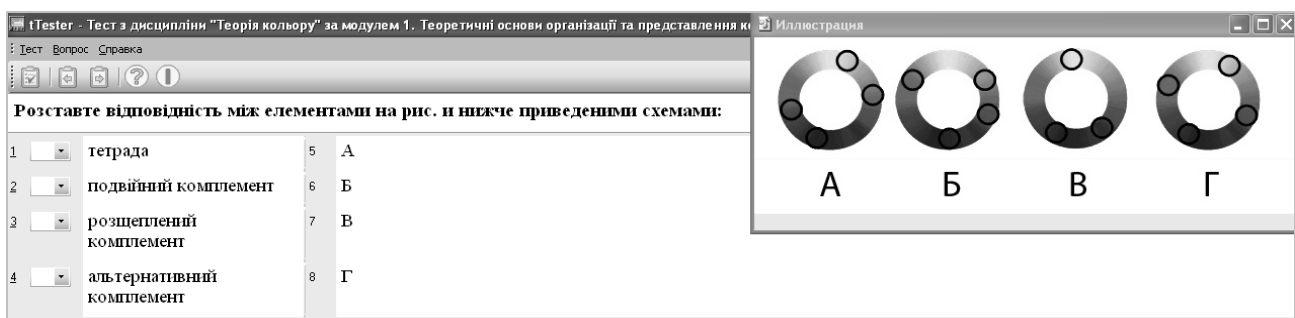 tTester - Тест з дисципліни "Теорія кольору" за модулем 1. Теоретичні основи організації та представлення
Иллюстрация
Тест Вопрос Справка
Розставте відповідність між елементами на рис. и нижче приведеними схемами:
1 тетрада 5 А
2 подвійний комплемент 6 Б
3 розщеплений 7 В
комплемент
4 альтернативний 8 Г
комплемент
А Б В Г